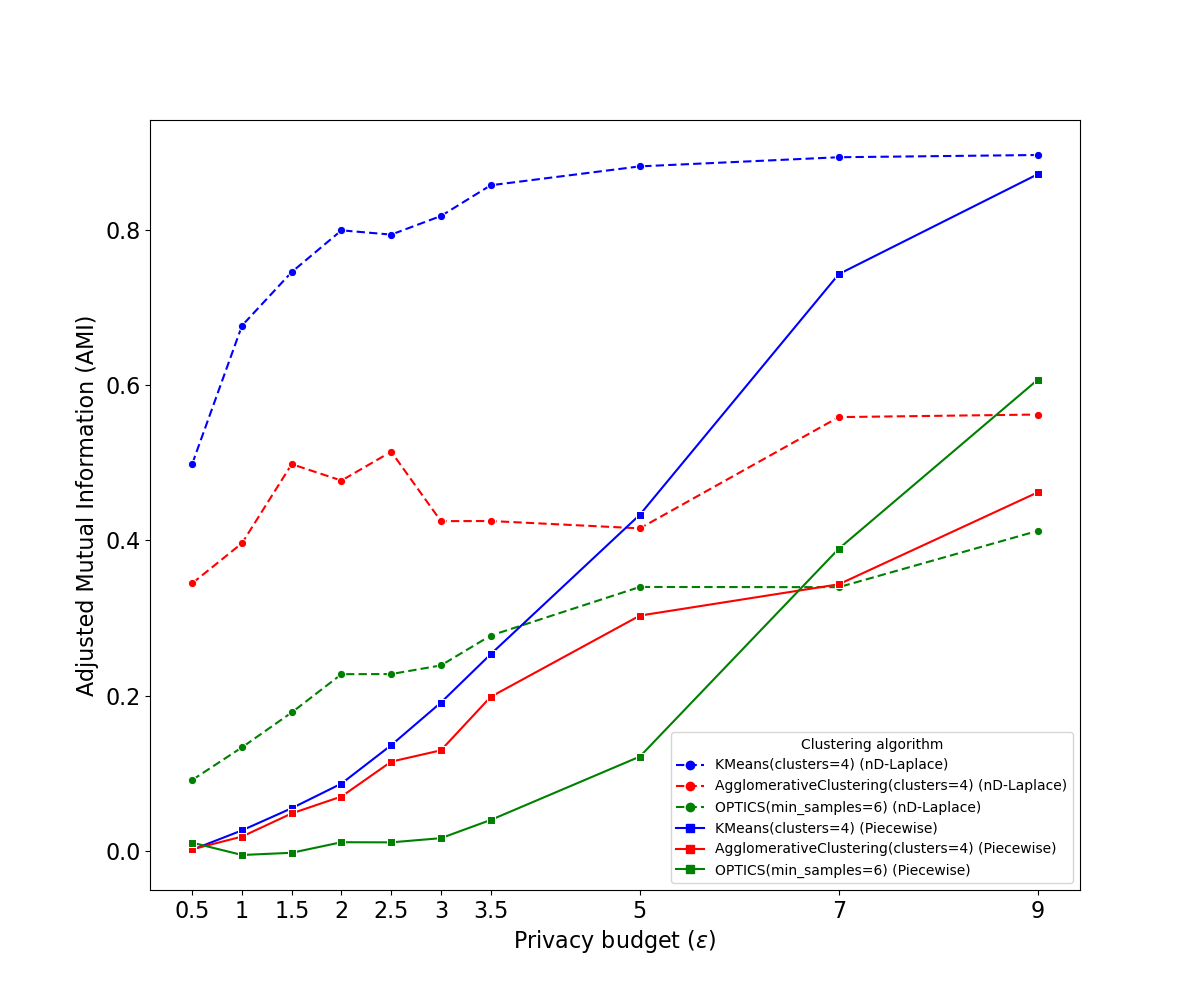 Adjusted Mutual Information (AMI)
0.8
0.6
0.4
0.2
0.0
0.5 1 1.5 2 2.5 3 3.5 5 7 9
Privacy budget (ε)
Clustering algorithm
KMeans(clusters=4) (nD-Laplace)
AgglomerativeClustering(clusters=4) (nD-Laplace)
OPTICS(min_samples=6) (nD-Laplace)
KMeans(clusters=4) (Piecewise)
AgglomerativeClustering(clusters=4) (Piecewise)
OPTICS(min_samples=6) (Piecewise)